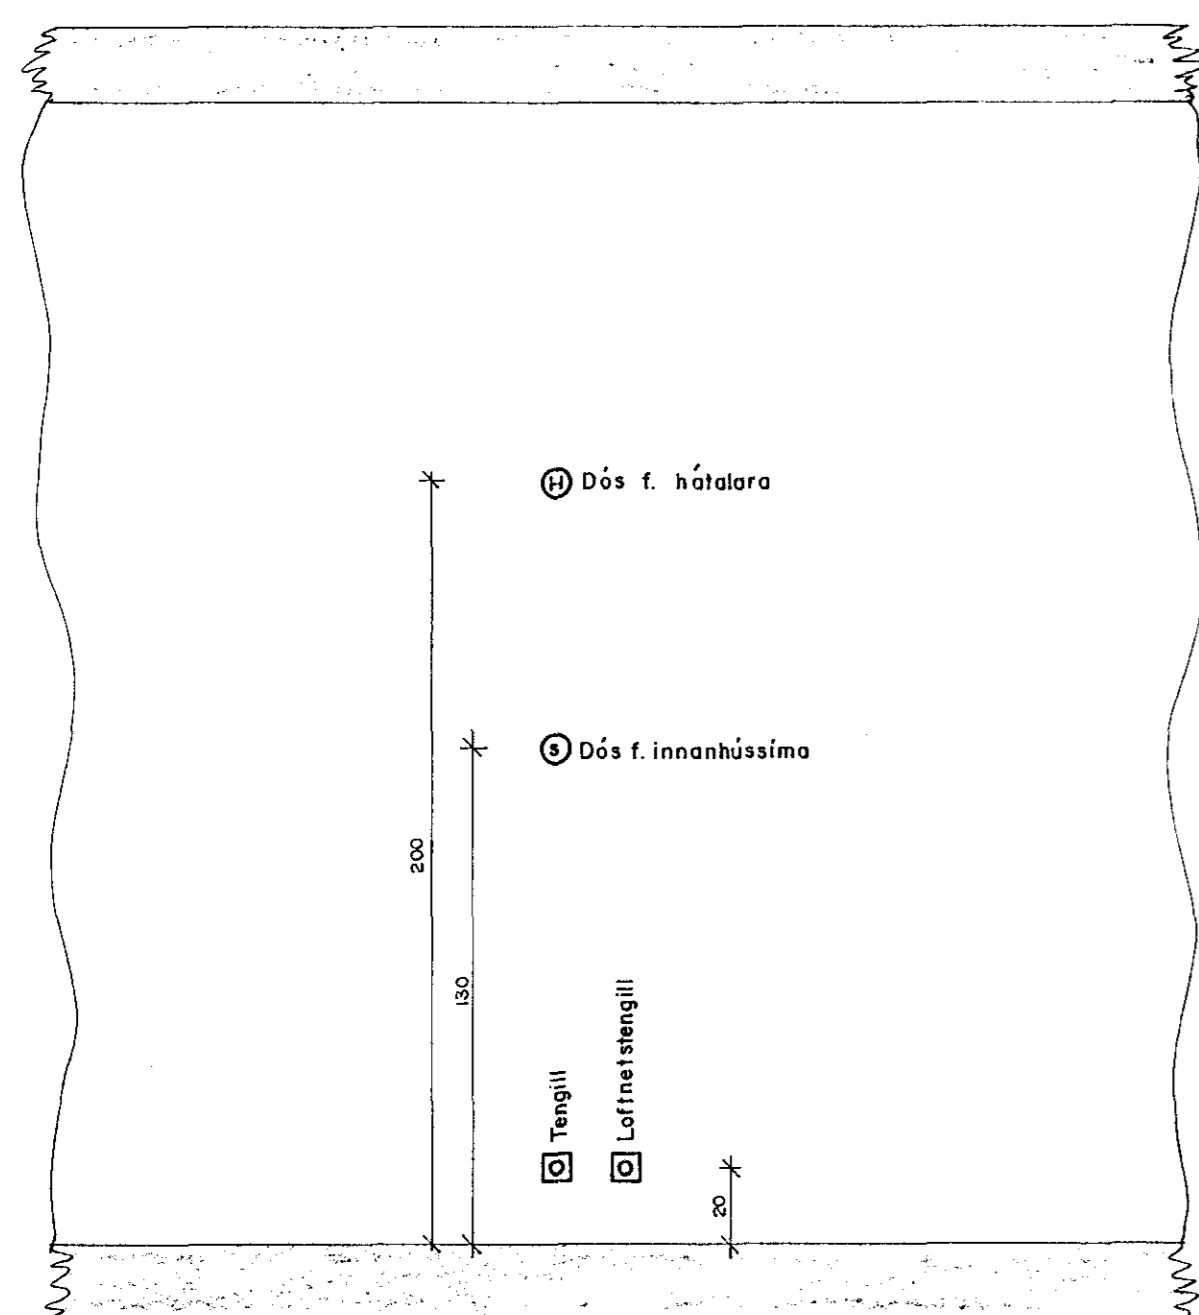 H Dós f. hátalara
S Dós f. innanhússíma
200
130
Tengill
Loftnetstengill
20